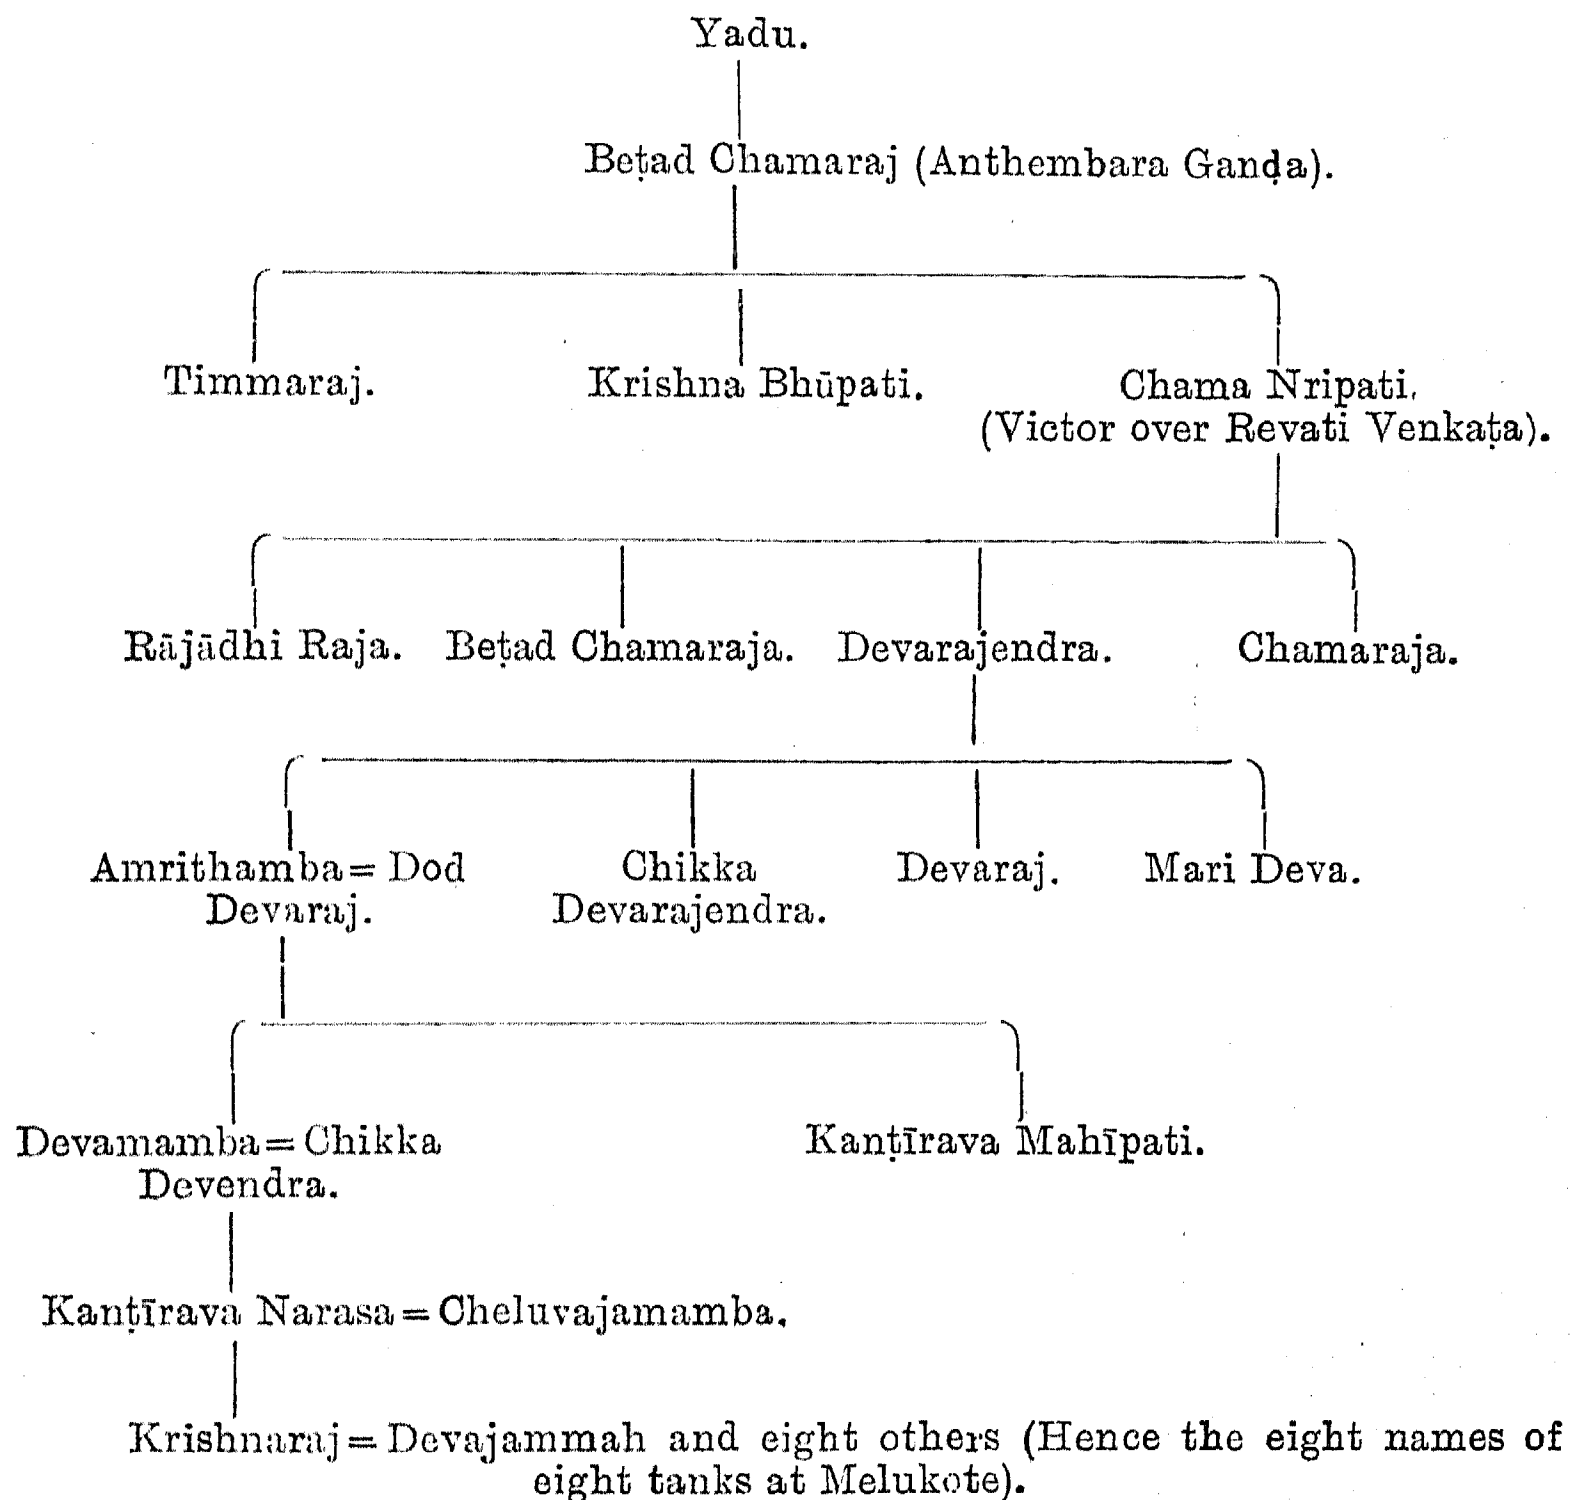 Yadu.
Beṭad Chamaraj (Anthembara Ganḍa).
Timmaraj. Krishna Bhūpati. Chama Nripati.
(Victor over Revati Venkaṭa).
Rājādhi Raja. Beṭad Chamaraja. Devarajendra. Chamaraja.
Amrithamba = Dod Devaraj. Chikka Devarajendra. Devaraj. Mari Deva.
Devamamba = Chikka Devendra. Kanṭīrava Mahīpati.
Kanṭīrava Narasa = Cheluvajamamba.
Krishnaraj = Devajammah and eight others (Hence the eight names of
eight tanks at Melukote).